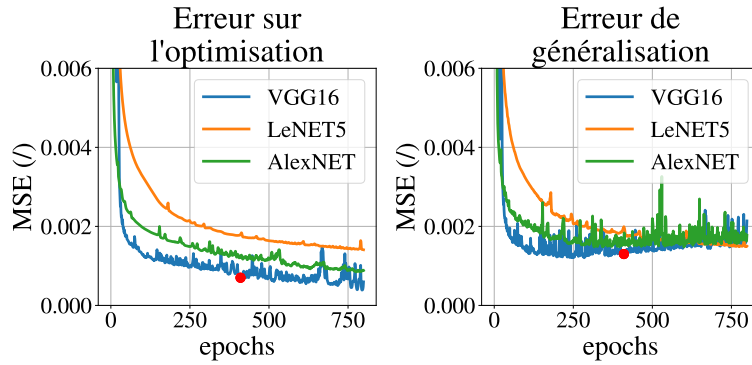 Erreur sur
l'optimisation
0.006
0.004
0.002
0.000
MSE (/)
VGG16
LeNET5
AlexNET
0
250
500
750
epochs
Erreur de
généralisation
0.006
0.004
0.002
0.000
MSE (/)
VGG16
LeNET5
AlexNET
0
250
500
750
epochs